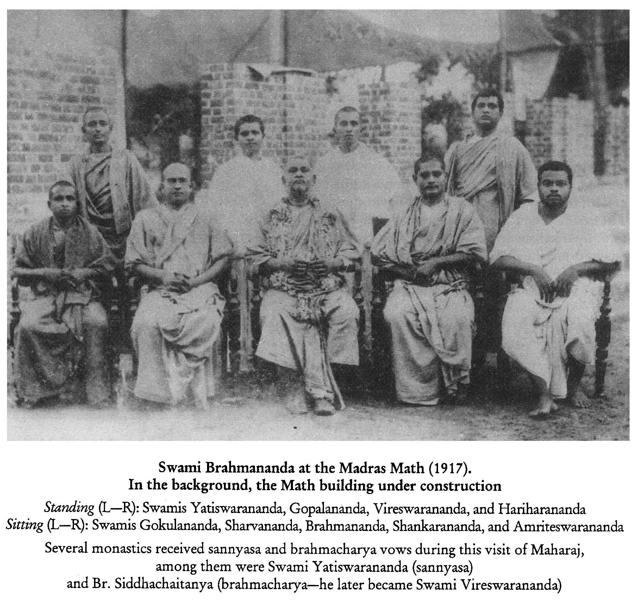 Swami Brahmananda at the Madras Math (1917).
In the background, the Math building under construction
Standing (L—R): Swamis Yatiswarananda, Gopalananda, Vireswarananda, and Hariharananda
Sitting (L—R): Swamis Gokulananda, Sharvananda, Brahmananda, Shankarananda, and Amriteswarananda
Several monastics received sannyasa and brahmacharya vows during this visit of Maharaj,
among them were Swami Yatiswarananda (sannyasa)
and Br. Siddhachaitanya (brahmacharya—he later became Swami Vireswarananda)